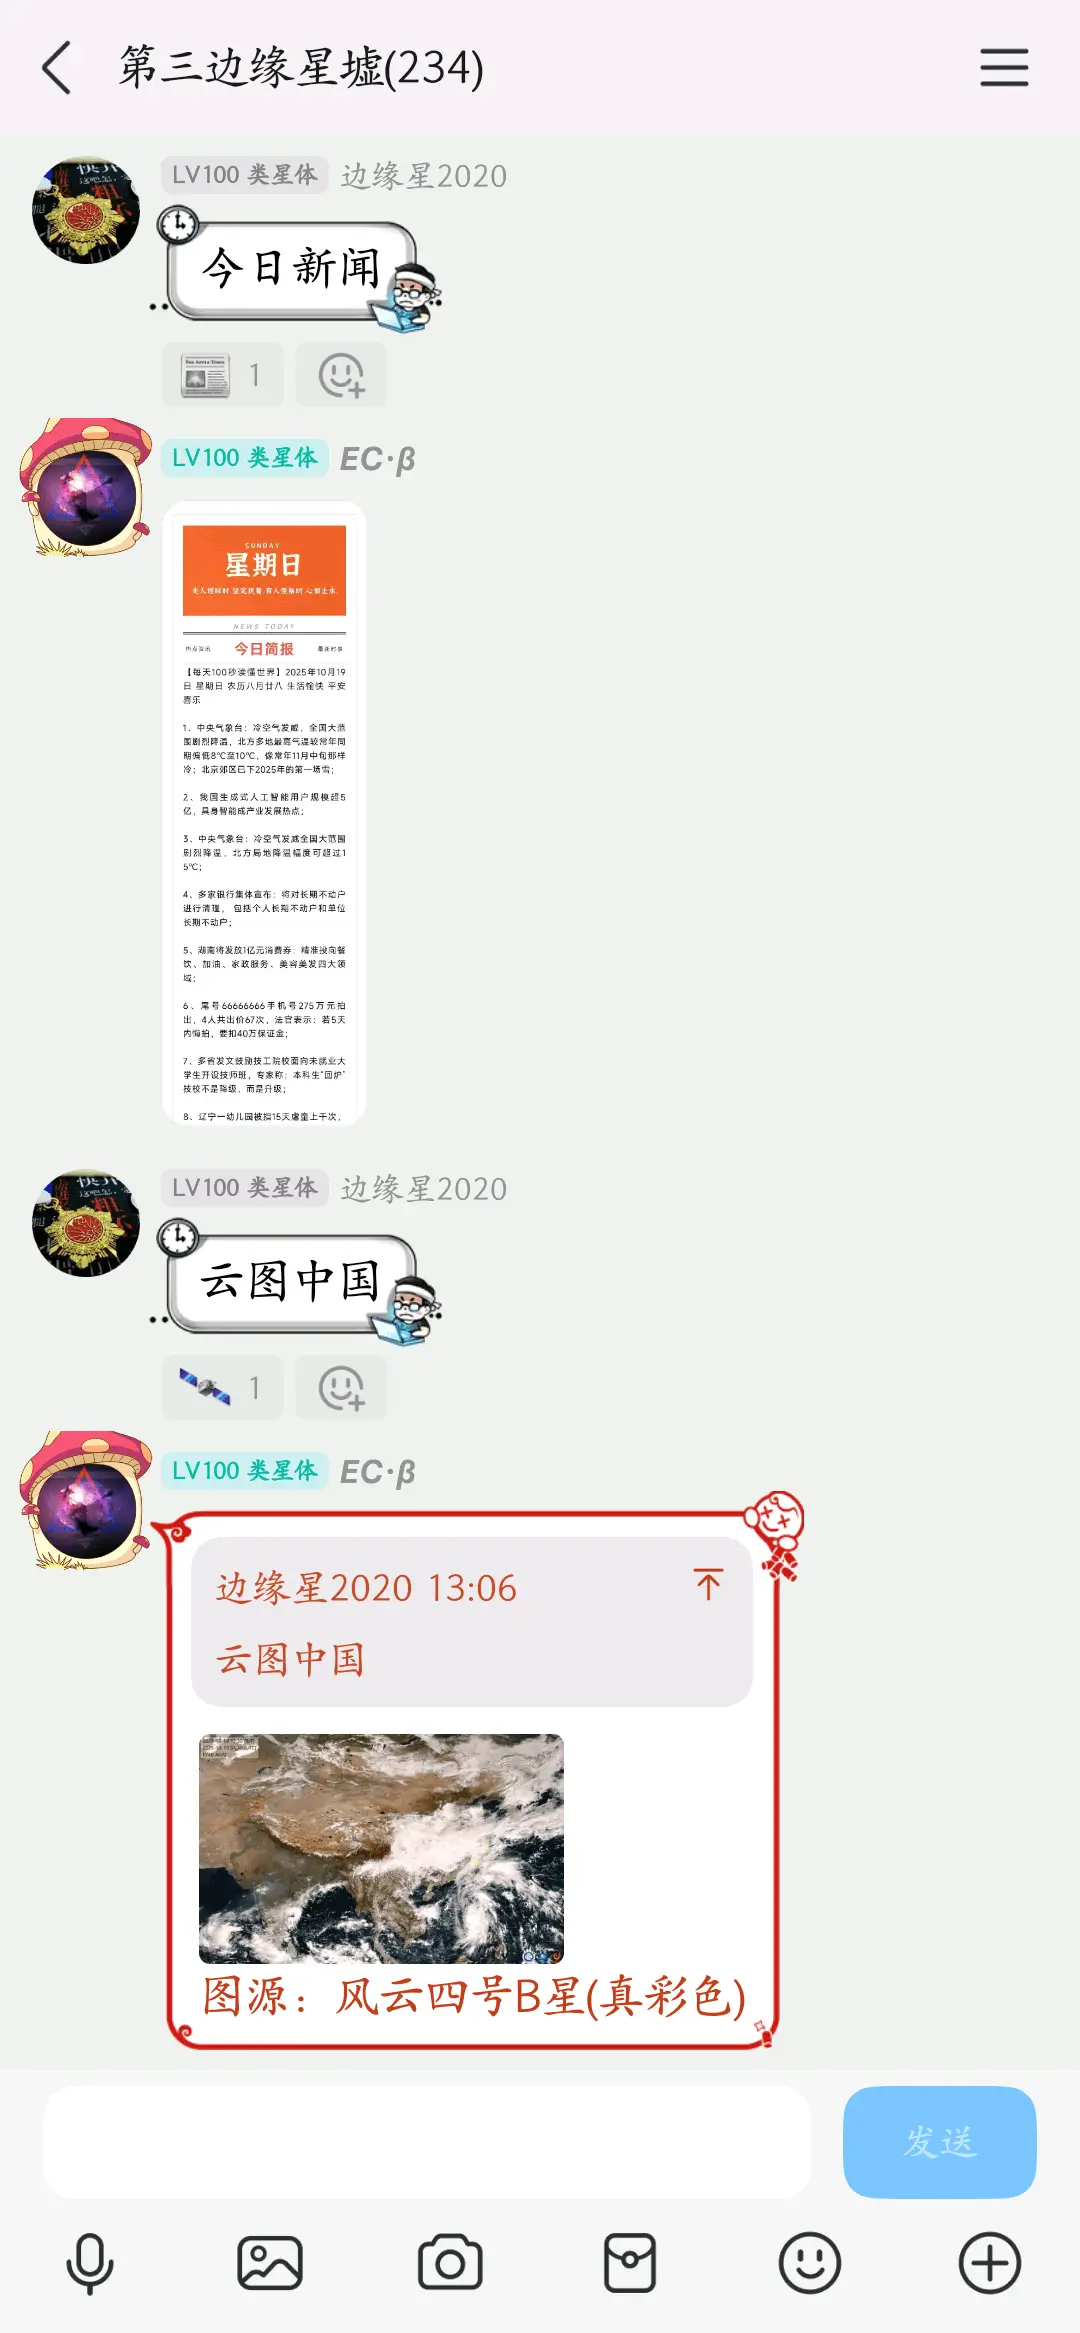 第三边缘星墟(234)
LV100 类星体 边缘星2020
今日新闻
1
LV100 类星体 EC·β
SUNDAY
星期日
NEWS TODAY
热点资讯 今日简报 最新时事
【每天100秒读懂世界】2025年10月19
日 星期日 农历八月廿八 生活愉快 平安
喜乐
1、中央气象台：冷空气发威，全国大范
围剧烈降温，北方多地最高气温较常年同
期偏低8℃至10℃，像常年11月中旬那样
冷；北京郊区已下2025年的第一场雪；
2、我国生成式人工智能用户规模超5
亿，具身智能成产业发展热点；
3、中央气象台：冷空气发威全国大范围
剧烈降温，北方局地降温幅度可超过1
5℃；
4、多家银行集体宣布：将对长期不动户
进行清理，包括个人长期不动户和单位
长期不动户；
5、湖南将发放1亿元消费券：精准投向餐
饮、加油、家政服务、美容美发四大领
域；
6、尾号66666666手机号275万元拍
出，4人共出价67次，法官表示：若5天
内悔拍，要扣40万保证金；
7、多省发文鼓励技工院校面向未就业大
学生开设技师班，专家称：本科生“回炉”
技校不是降级，而是升级；
8、辽宁一幼儿园被指15天虐童上千次，
LV100 类星体 边缘星2020
云图中国
1
LV100 类星体 EC·β
边缘星2020 13:06
云图中国
图源：风云四号B星(真彩色)
发送